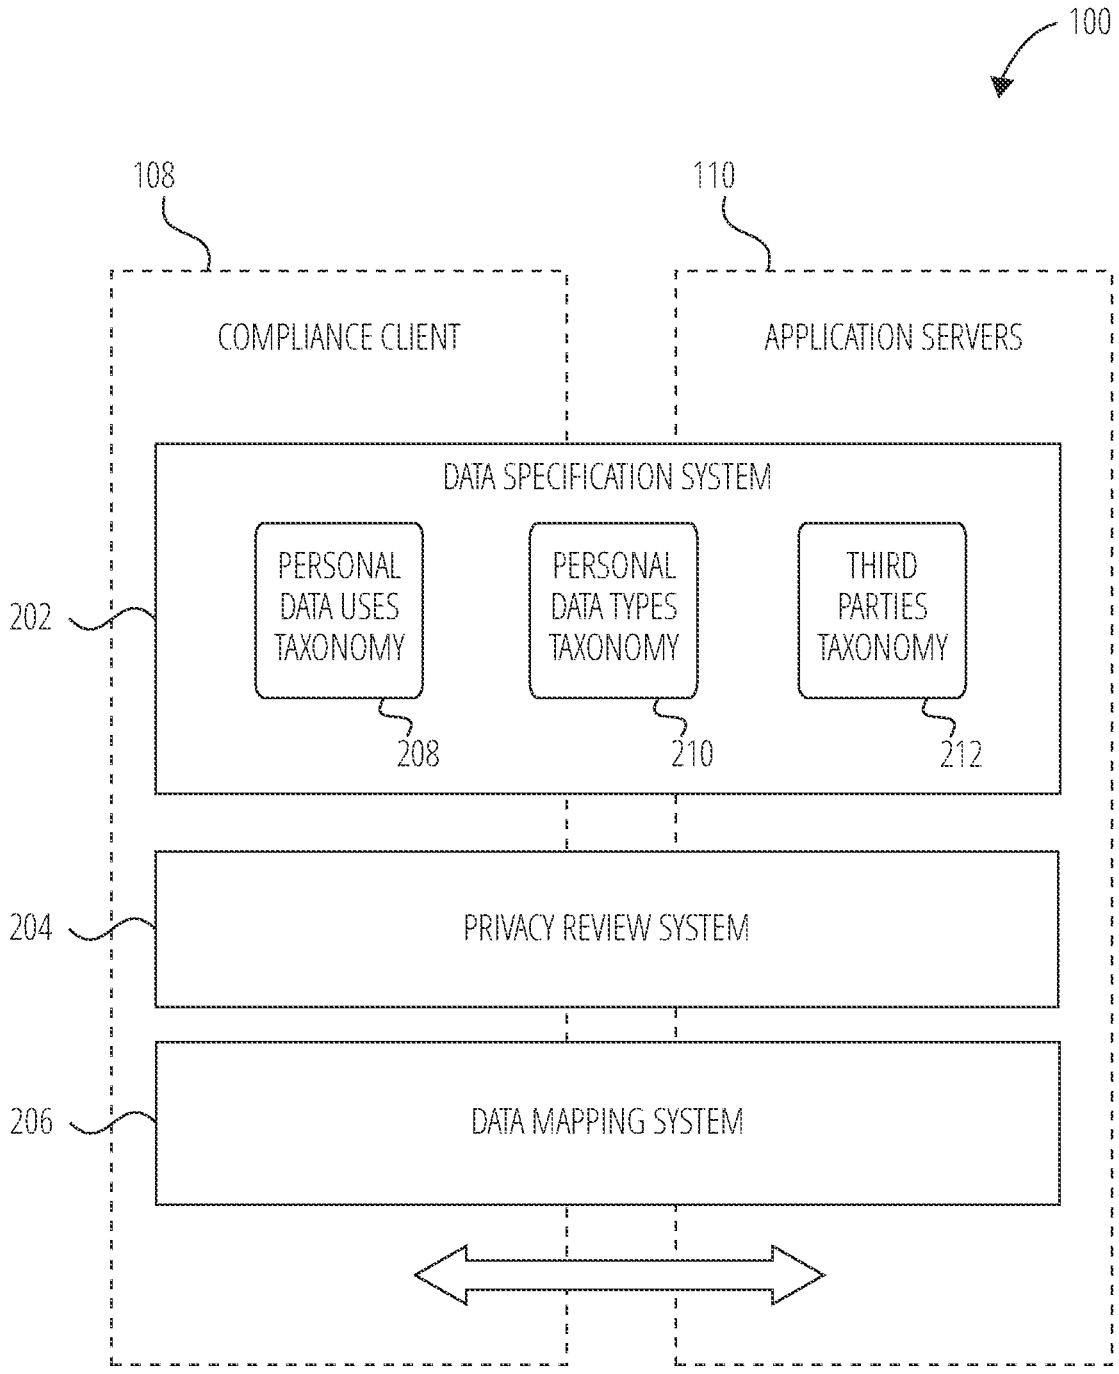 100
108
110
COMPLIANCE CLIENT
APPLICATION SERVERS
DATA SPECIFICATION SYSTEM
PERSONAL
DATA USES
TAXONOMY
PERSONAL
DATA TYPES
TAXONOMY
THIRD
PARTIES
TAXONOMY
202
208
210
212
204
PRIVACY REVIEW SYSTEM
206
DATA MAPPING SYSTEM